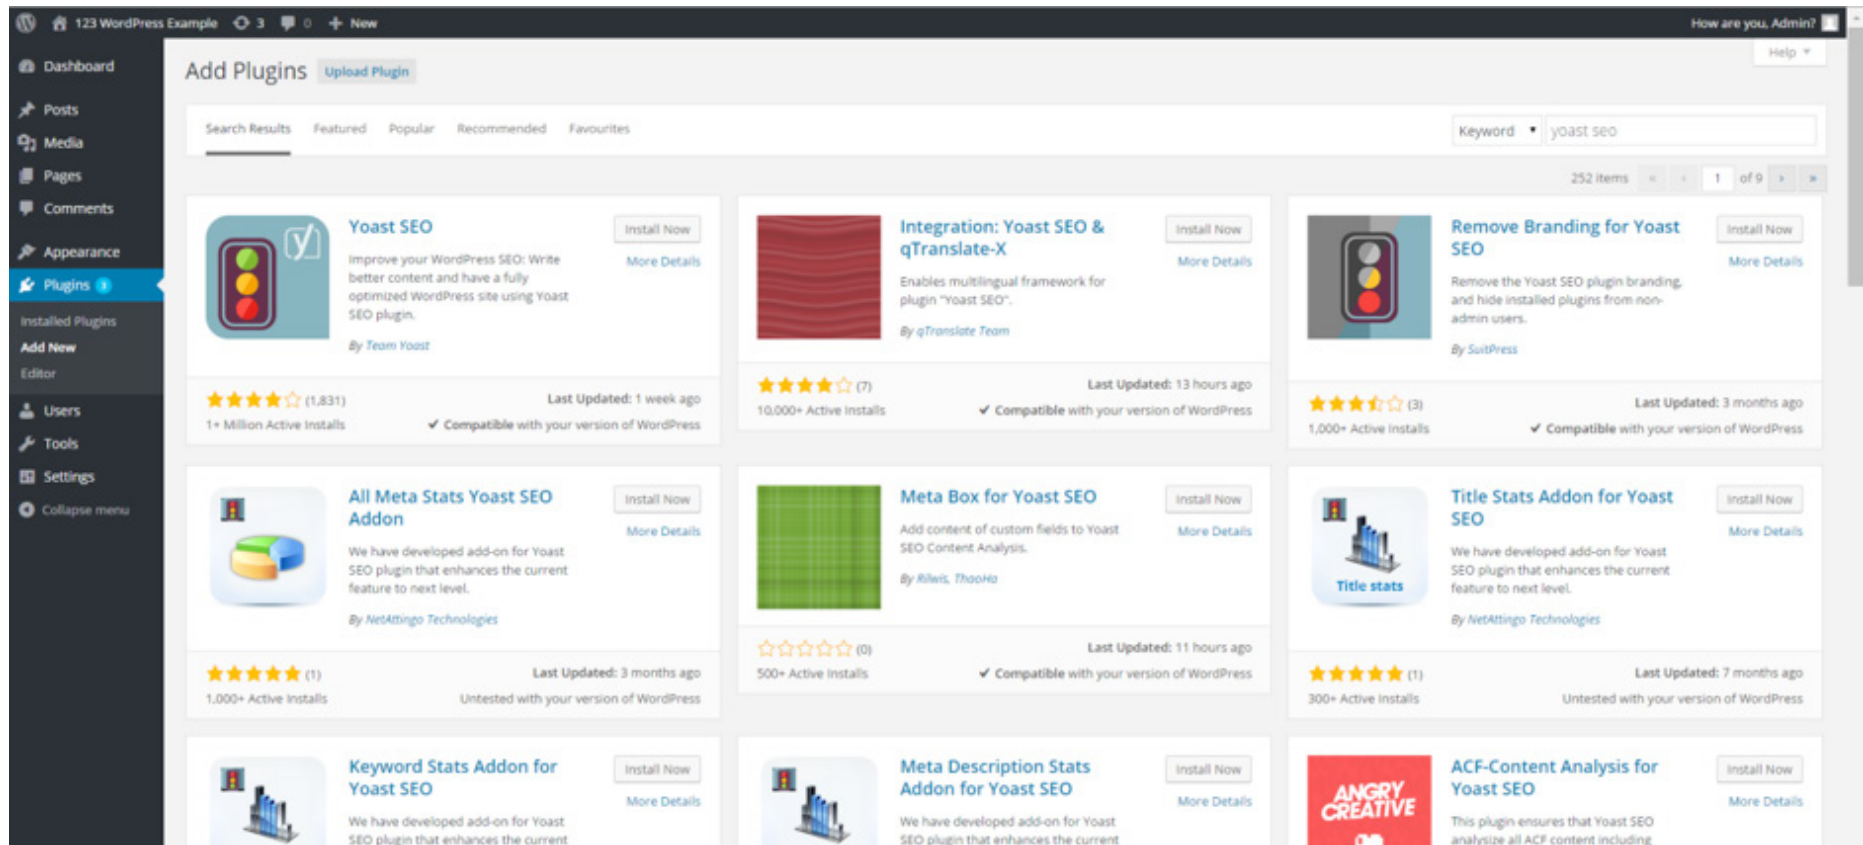 123 WordPress Example 3 0 New How are you, Admin?
Help
Dashboard
Posts
Media
Pages
Comments
Appearance
Plugins 3
Installed Plugins
Add New
Editor
Users
Tools
Settings
Collapse menu
Add Plugins Upload Plugin
Search Results Featured Popular Recommended Favourites Keyword yoast seo
252 items « ‹ 1 of 9 › »
Yoast SEO
Install Now
More Details
Improve your WordPress SEO: Write
better content and have a fully
optimized WordPress site using Yoast
SEO plugin.
By Team Yoast
(1,831)
Last Updated: 1 week ago
1+ Million Active Installs
✔ Compatible with your version of WordPress
Integration: Yoast SEO &
qTranslate-X
Install Now
More Details
Enables multilingual framework for
plugin "Yoast SEO".
By qTranslate Team
(7)
Last Updated: 13 hours ago
10,000+ Active Installs
✔ Compatible with your version of WordPress
Remove Branding for Yoast
SEO
Install Now
More Details
Remove the Yoast SEO plugin branding,
and hide installed plugins from non-
admin users.
By SuitPress
(3)
Last Updated: 3 months ago
1,000+ Active Installs
✔ Compatible with your version of WordPress
All Meta Stats Yoast SEO
Addon
Install Now
More Details
We have developed add-on for Yoast
SEO plugin that enhances the current
feature to next level.
By NetAttingo Technologies
(1)
Last Updated: 3 months ago
1,000+ Active Installs
Untested with your version of WordPress
Meta Box for Yoast SEO
Install Now
More Details
Add content of custom fields to Yoast
SEO Content Analysis.
By Rilwis, ThaoHa
(0)
Last Updated: 11 hours ago
500+ Active Installs
✔ Compatible with your version of WordPress
Title stats
Title Stats Addon for Yoast
SEO
Install Now
More Details
We have developed add-on for Yoast
SEO plugin that enhances the current
feature to next level.
By NetAttingo Technologies
(1)
Last Updated: 7 months ago
300+ Active Installs
Untested with your version of WordPress
Keyword Stats Addon for
Yoast SEO
Install Now
More Details
We have developed add-on for Yoast
SEO plugin that enhances the current
Meta Description Stats
Addon for Yoast SEO
Install Now
More Details
We have developed add-on for Yoast
SEO plugin that enhances the current
ANGRY
CREATIVE
ACF-Content Analysis for
Yoast SEO
Install Now
More Details
This plugin ensures that Yoast SEO
analysize all ACF content including